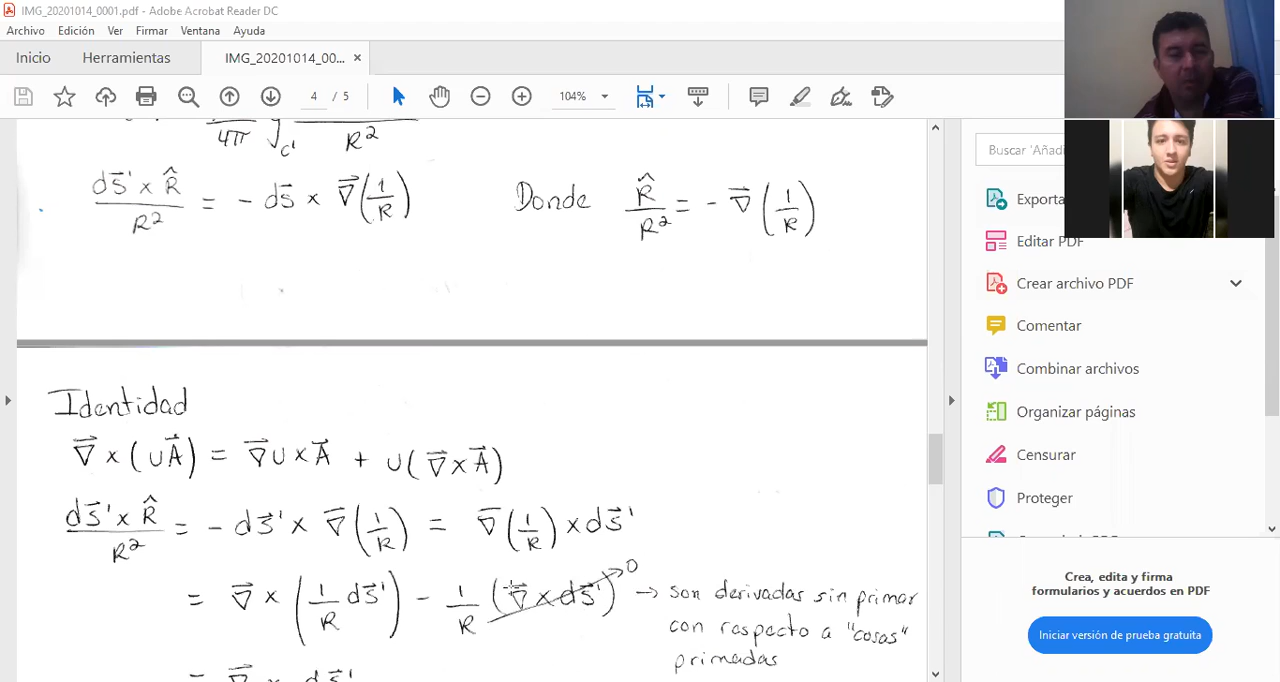 IMG_20201014_0001.pdf - Adobe Acrobat Reader DC
Archivo Edición Ver Firmar Ventana Ayuda
Inicio Herramientas IMG_20201014_00... ×
4 / 5 104%
4π ∫c' R²
ds⃗' × R̂ / R² = - ds⃗ × ∇⃗(1/R) Donde R̂/R² = - ∇⃗(1/R)
Identidad
∇⃗ × (UA⃗) = ∇⃗U × A⃗ + U(∇⃗ × A⃗)
ds⃗' × R̂ / R² = - ds⃗' × ∇⃗(1/R) = ∇⃗(1/R) × ds⃗'
= ∇⃗ × (1/R ds⃗') - 1/R (∇⃗ × ds⃗')→0 → son derivadas sin primar
con respecto a "cosas"
primadas
= ∇⃗ × ds⃗'
Buscar 'Añadi
Exporta
Editar PDF
Crear archivo PDF
Comentar
Combinar archivos
Organizar páginas
Censurar
Proteger
Crea, edita y firma
formularios y acuerdos en PDF
Iniciar versión de prueba gratuita